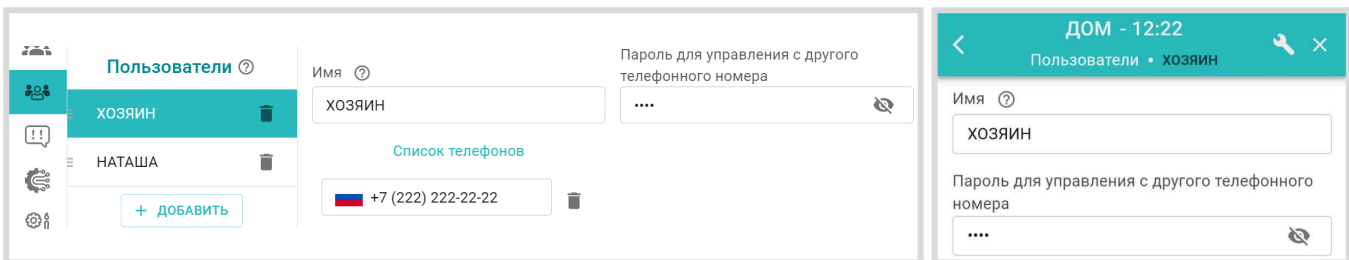 Пользователи
ХОЗЯИН
НАТАША
+ ДОБАВИТЬ
Имя
ХОЗЯИН
Пароль для управления с другого
телефонного номера
••••
Список телефонов
+7 (222) 222-22-22
ДОМ - 12:22
Пользователи • ХОЗЯИН
Имя
ХОЗЯИН
Пароль для управления с другого телефонного
номера
••••